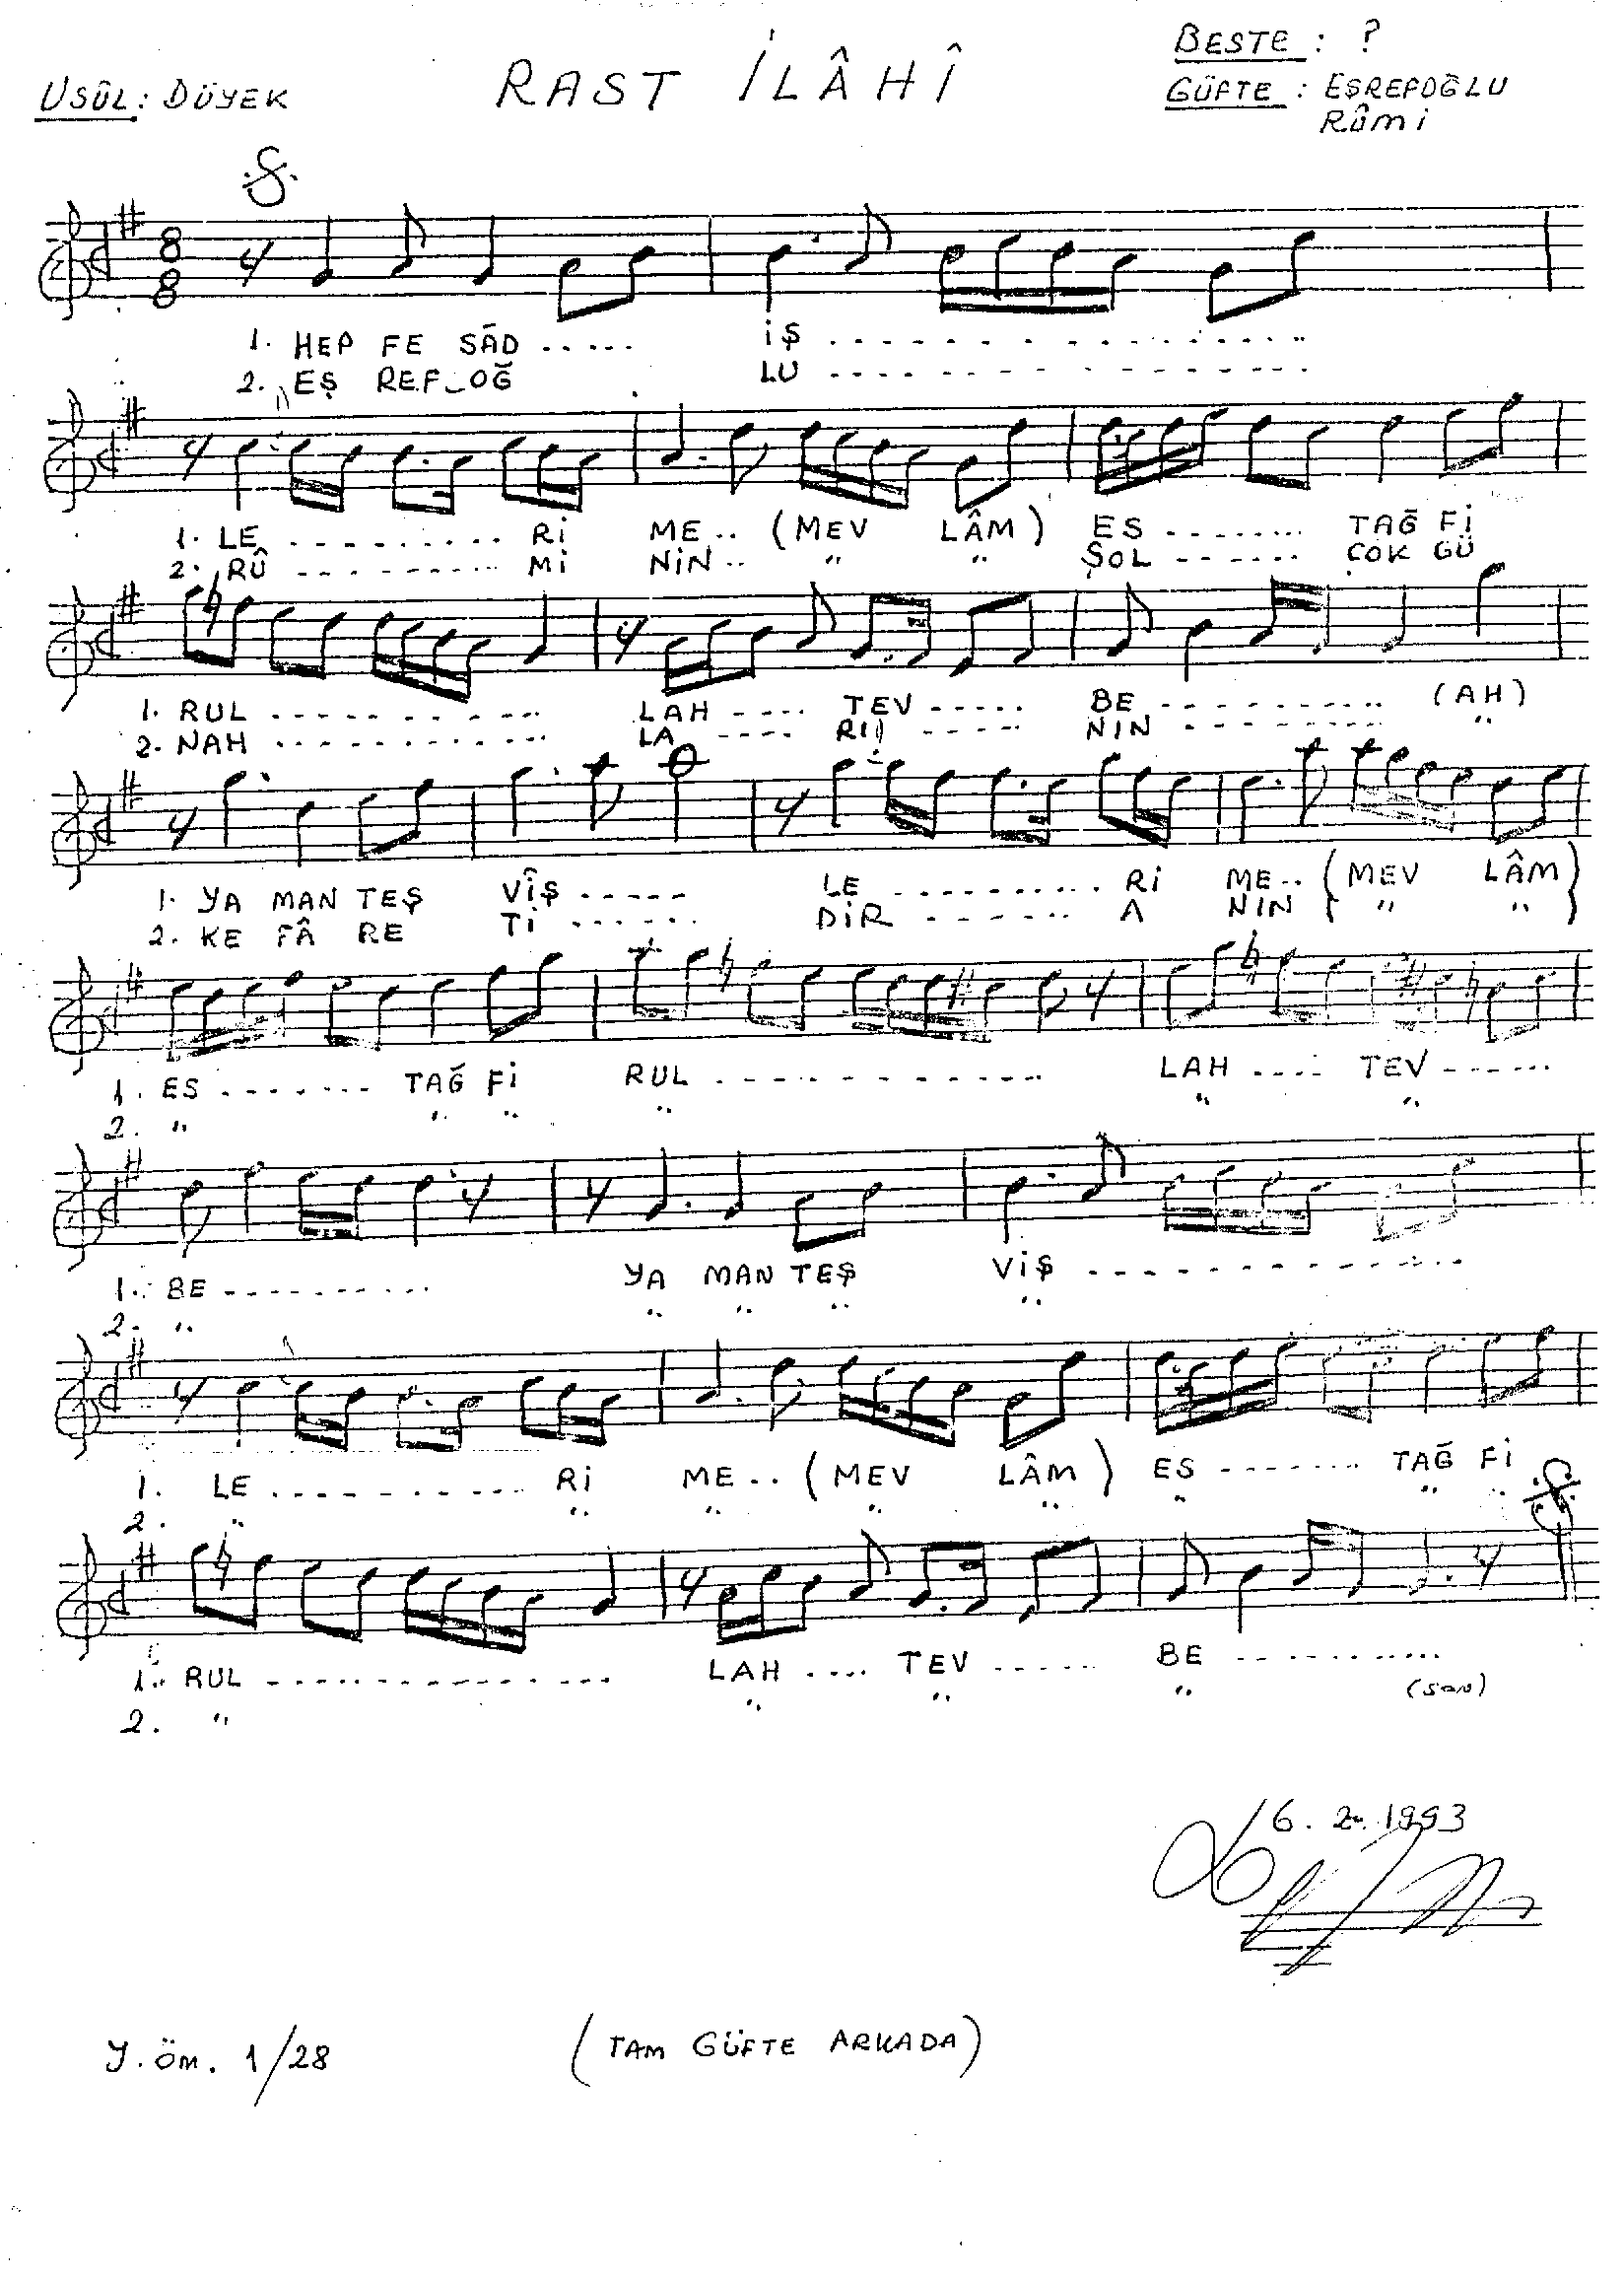 USÛL: DÜYEK
RAST İLÂHÎ
BESTE : ?
GÜFTE : EŞREFOĞLU
RÛMİ
8
8
1. HEP FE SÂD ..... İŞ ..............
2. EŞ REF_OĞ LU ..............
1. LE .......... Rİ ME.. (MEV LÂM) ES ........ TAĞ Fİ
2. RÛ .......... Mİ NİN.. " " ŞOL ....... ÇOK GÜ
1. RUL ............ LAH .... TEV ..... BE .......... (AH)
2. NAH ............ LA .... RI ..... NIN .......... "
1. YA MAN TEŞ VÎŞ ..... LE .......... Rİ ME.. (MEV LÂM)
2. KE FÂ RE Tİ ...... DİR ....... A NIN ( " " )
1. ES ....... TAĞ Fİ RUL .............. LAH .... TEV ......
2. " " " " " "
1. BE .......... YA MAN TEŞ VİŞ ..............
2. " " " " "
1. LE ............ Rİ ME.. (MEV LÂM) ES ....... TAĞ Fİ
2. " " " " " " " "
1. RUL ............... LAH .... TEV ..... BE ..........
2. " " " " (SON)
16.2.1993
Y. ÖM. 1/28
(TAM GÜFTE ARKADA)